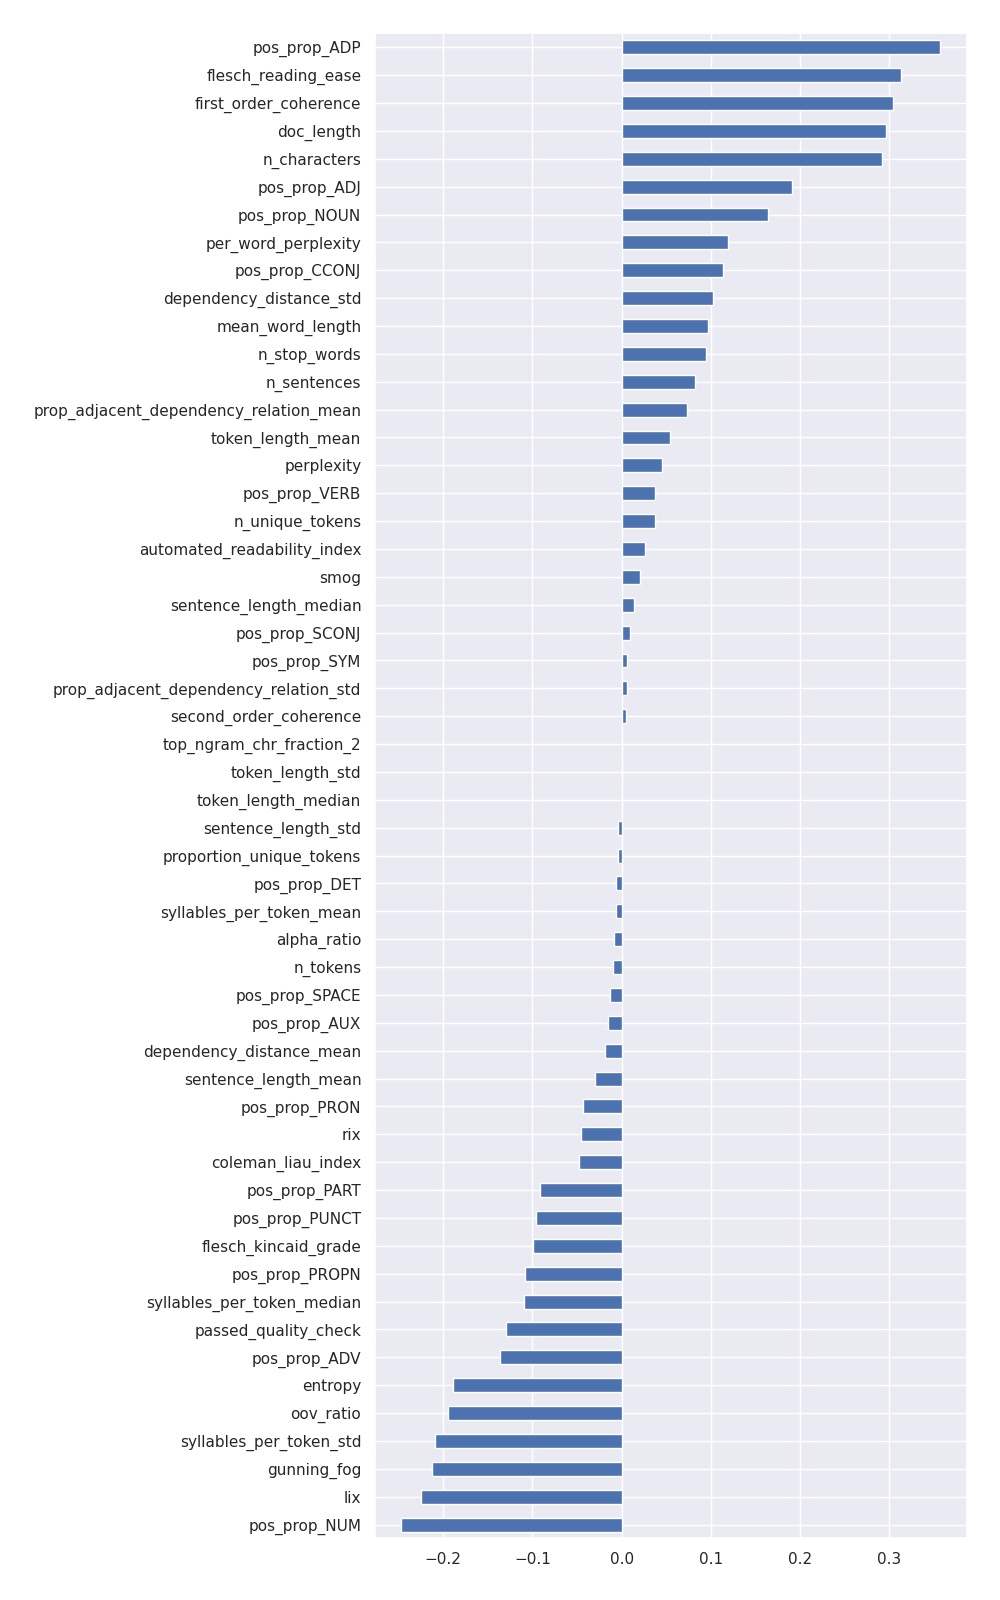 pos_prop_ADP
flesch_reading_ease
first_order_coherence
doc_length
n_characters
pos_prop_ADJ
pos_prop_NOUN
per_word_perplexity
pos_prop_CCONJ
dependency_distance_std
mean_word_length
n_stop_words
n_sentences
prop_adjacent_dependency_relation_mean
token_length_mean
perplexity
pos_prop_VERB
n_unique_tokens
automated_readability_index
smog
sentence_length_median
pos_prop_SCONJ
pos_prop_SYM
prop_adjacent_dependency_relation_std
second_order_coherence
top_ngram_chr_fraction_2
token_length_std
token_length_median
sentence_length_std
proportion_unique_tokens
pos_prop_DET
syllables_per_token_mean
alpha_ratio
n_tokens
pos_prop_SPACE
pos_prop_AUX
dependency_distance_mean
sentence_length_mean
pos_prop_PRON
rix
coleman_liau_index
pos_prop_PART
pos_prop_PUNCT
flesch_kincaid_grade
pos_prop_PROPN
syllables_per_token_median
passed_quality_check
pos_prop_ADV
entropy
oov_ratio
syllables_per_token_std
gunning_fog
lix
pos_prop_NUM
−0.2 −0.1 0.0 0.1 0.2 0.3